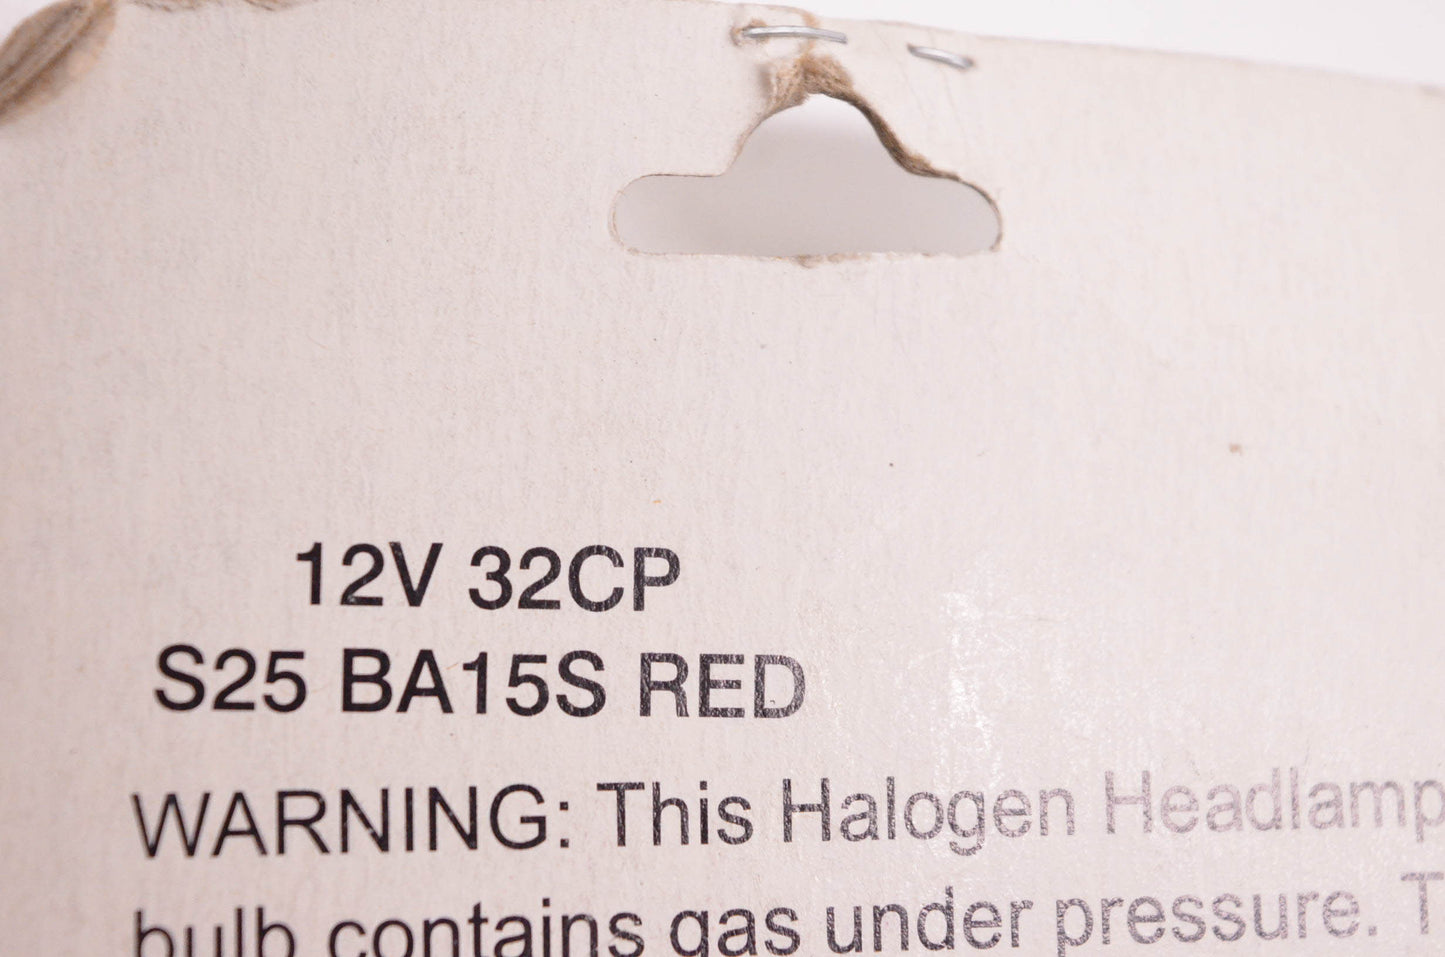 12V 32CP
S25 BA15S RED
WARNING: This Halogen Headlamp
bulb contains gas under pressure. T